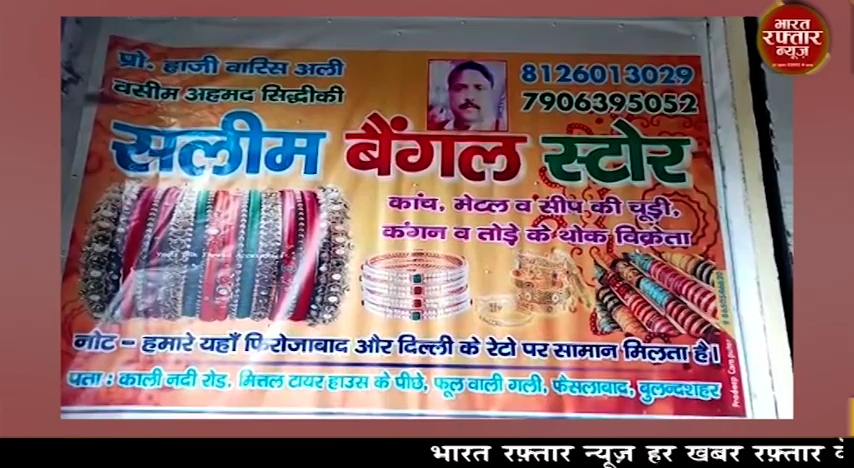 भारत
रफ़्तार
न्यूज़
प्रो. हाजी वारिस अली
वसीम अहमद सिद्दीकी
8126013029
7906395052
सलीम बैंगल स्टोर
कांच, मेटल व सीप की चूड़ी,
कंगन व तोड़े के थोक विक्रेता
नोट - हमारे यहाँ फिरोजाबाद और दिल्ली के रेटो पर सामान मिलता है।
पता : काली नदी रोड, मित्तल टायर हाउस के पीछे, फूल वाली गली, फैसलाबाद, बुलन्दशहर
भारत रफ़्तार न्यूज़ हर खबर रफ़्तार